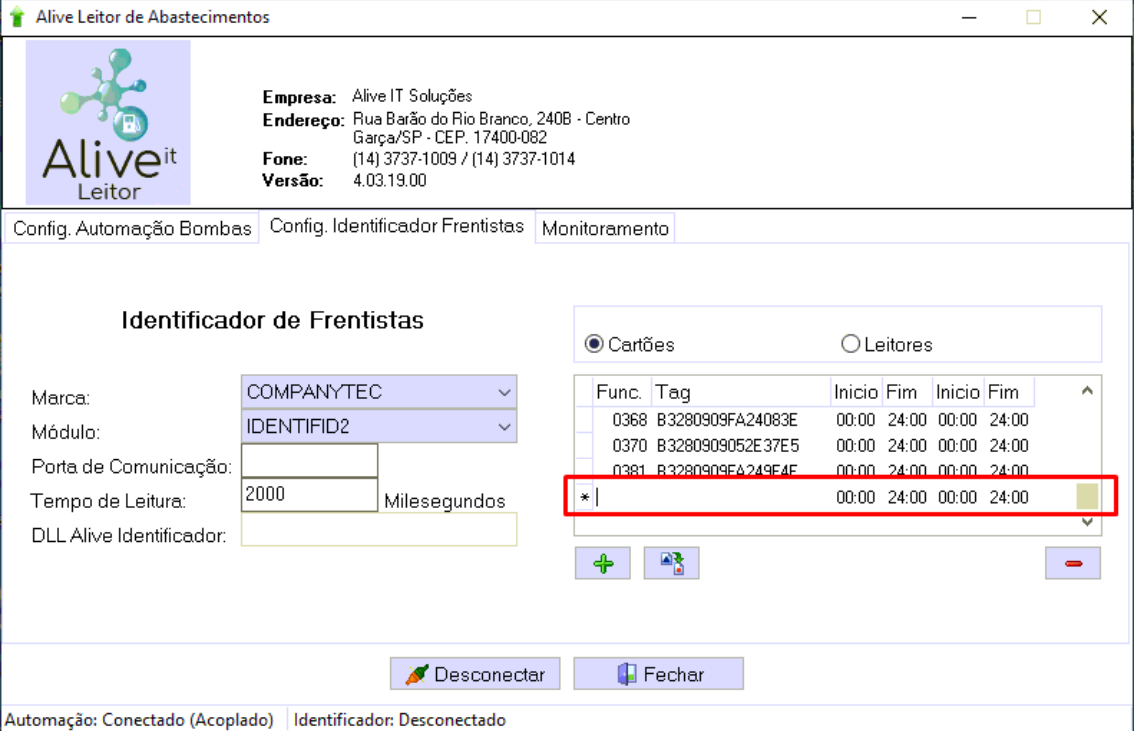 Alive Leitor de Abastecimentos
Alive it
Leitor
Empresa: Alive IT Soluções
Endereço: Rua Barão do Rio Branco, 240B - Centro
Garça/SP - CEP. 17400-082
Fone: (14) 3737-1009 / (14) 3737-1014
Versão: 4.03.19.00
Config. Automação Bombas Config. Identificador Frentistas Monitoramento
Identificador de Frentistas
Marca: COMPANYTEC
Módulo: IDENTIFID2
Porta de Comunicação:
Tempo de Leitura: 2000 Milesegundos
DLL Alive Identificador:
Cartões Leitores
Func. Tag Inicio Fim Inicio Fim
0368 B3280909FA24083E 00:00 24:00 00:00 24:00
0370 B3280909052E37E5 00:00 24:00 00:00 24:00
0381 B3280909FA249F4F 00:00 24:00 00:00 24:00
* 00:00 24:00 00:00 24:00
Desconectar Fechar
Automação: Conectado (Acoplado) Identificador: Desconectado